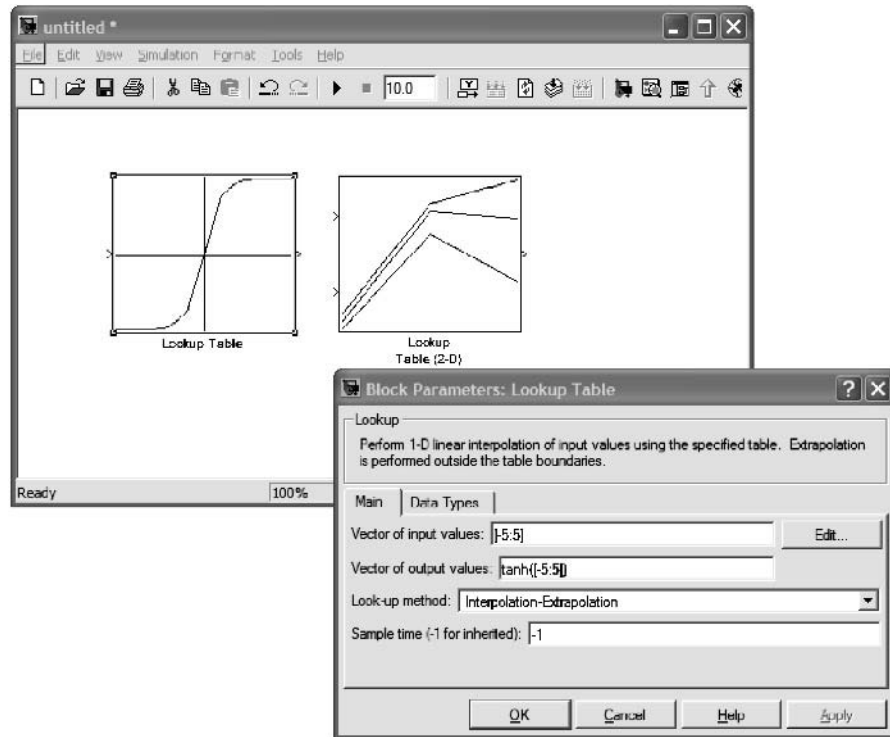 untitled *
File Edit View Simulation Format Tools Help
10.0
Lookup Table
Lookup
Table (2-D)
Ready 100%
Block Parameters: Lookup Table
Lookup
Perform 1-D linear interpolation of input values using the specified table. Extrapolation
is performed outside the table boundaries.
Main Data Types
Vector of input values: [-5:5] Edit...
Vector of output values: tanh([-5:5])
Look-up method: Interpolation-Extrapolation
Sample time (-1 for inherited): -1
OK Cancel Help Apply